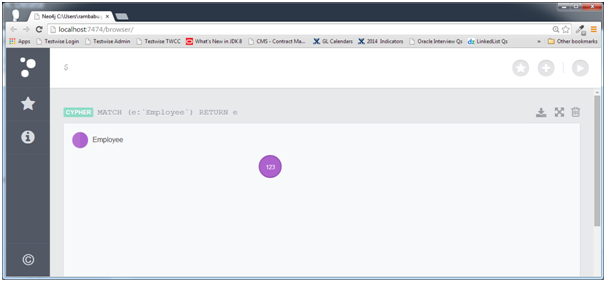 Neo4j C:\Users\rambabu
localhost:7474/browser/
Apps Testwise Login Testwise Admin Testwise TWCC What's New in JDK 8 CMS - Contract Ma... GL Calendars 2014 Indicators Oracle Interview Qs LinkedList Qs » Other bookmarks
$
CYPHER MATCH (e:`Employee`) RETURN e
Employee
123
©